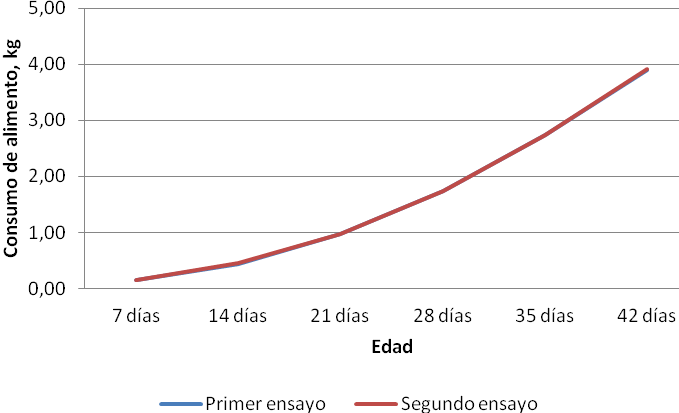 5,00
4,00
3,00
2,00
1,00
0,00
Consumo de alimento, kg
7 días 14 días 21 días 28 días 35 días 42 días
Edad
Primer ensayo Segundo ensayo